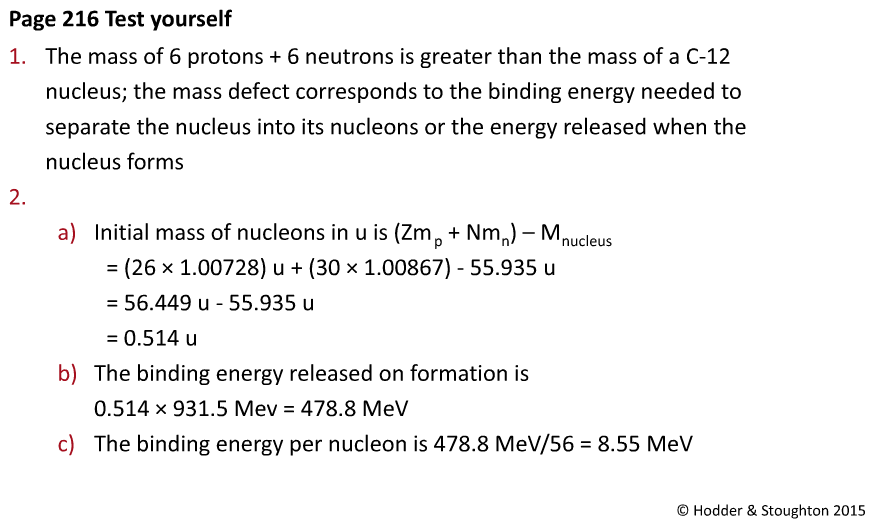 Page 216 Test yourself
1. The mass of 6 protons + 6 neutrons is greater than the mass of a C-12
nucleus; the mass defect corresponds to the binding energy needed to
separate the nucleus into its nucleons or the energy released when the
nucleus forms
2.
a) Initial mass of nucleons in u is (Zmp + Nmn) – Mnucleus
= (26 × 1.00728) u + (30 × 1.00867) - 55.935 u
= 56.449 u - 55.935 u
= 0.514 u
b) The binding energy released on formation is
0.514 × 931.5 Mev = 478.8 MeV
c) The binding energy per nucleon is 478.8 MeV/56 = 8.55 MeV
© Hodder & Stoughton 2015